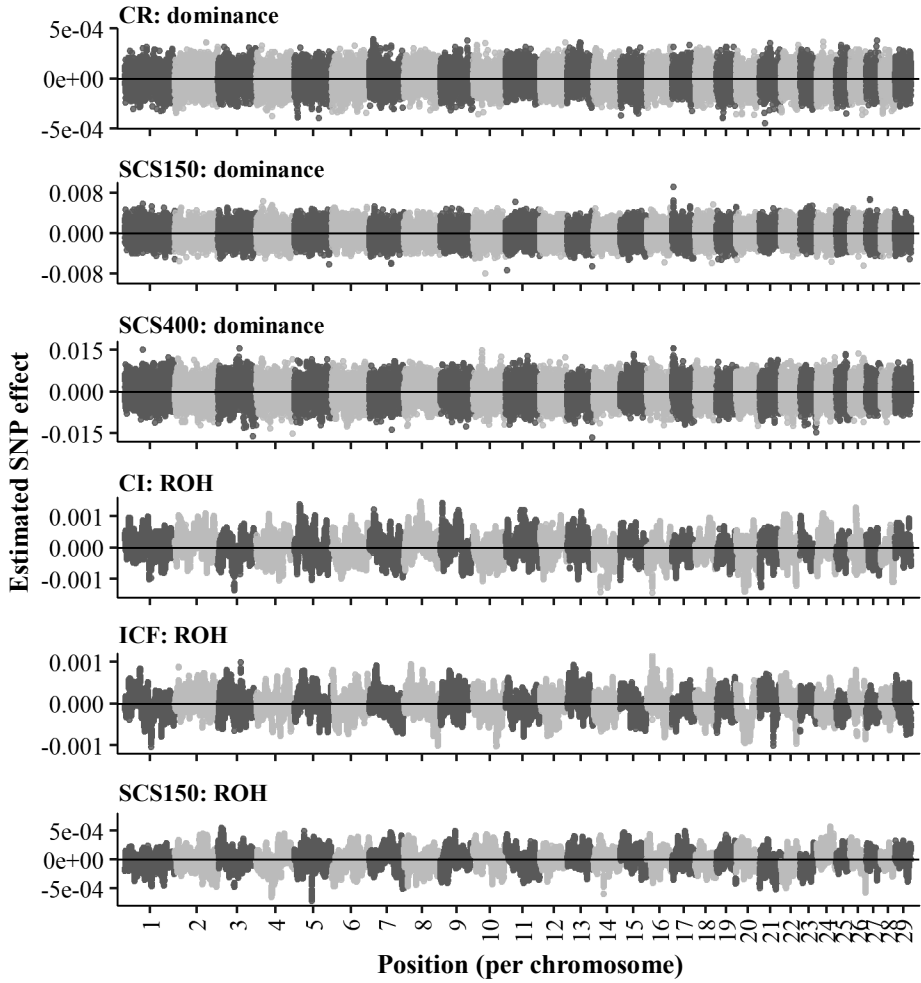 CR: dominance
5e-04
0e+00
-5e-04
SCS150: dominance
0.008
0.000
-0.008
SCS400: dominance
0.015
0.000
-0.015
CI: ROH
0.001
0.000
-0.001
ICF: ROH
0.001
0.000
-0.001
SCS150: ROH
5e-04
0e+00
-5e-04
Estimated SNP effect
1 2 3 4 5 6 7 8 9 10 11 12 13 14 15 16 17 18 19 20 21 22 23 24 25 26 27 28 29
Position (per chromosome)